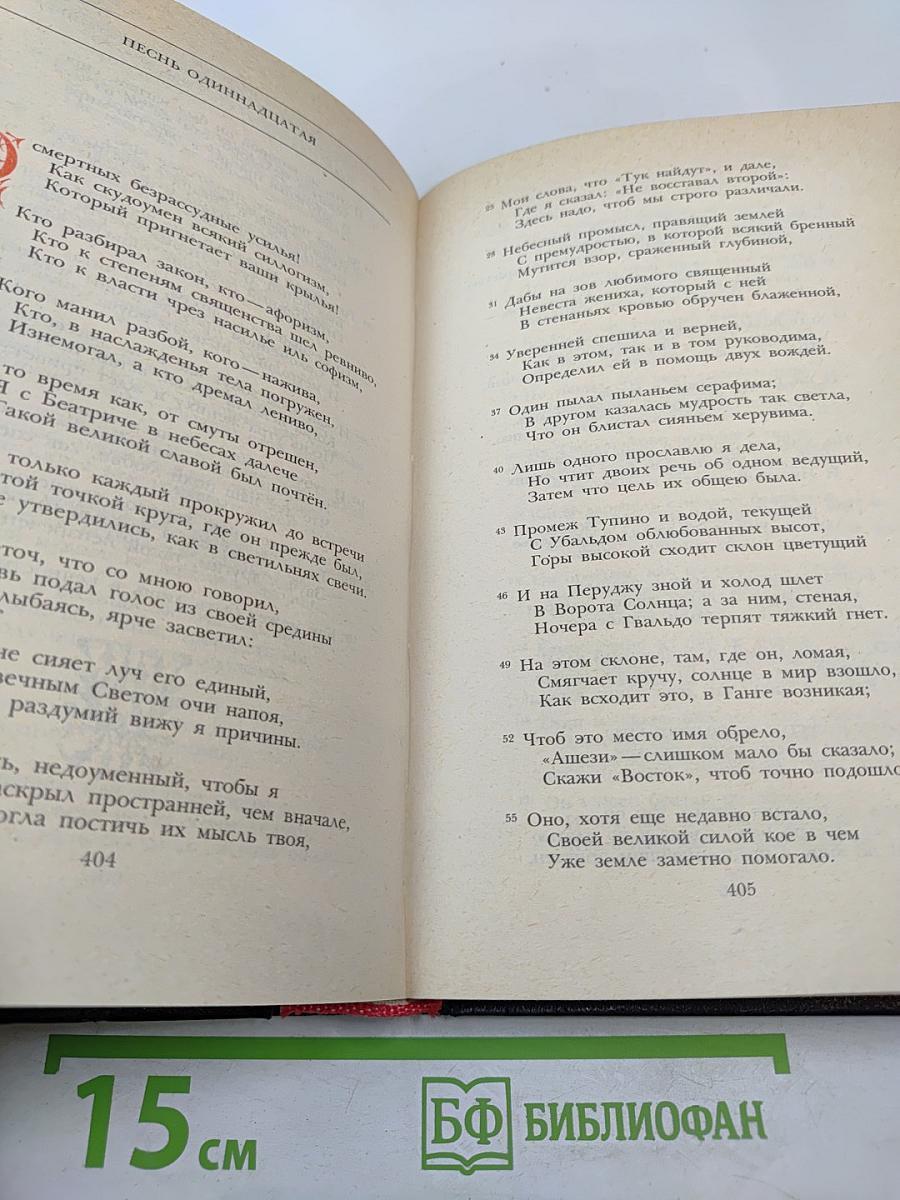 ПЕСНЬ ОДИННАДЦАТАЯ
О
смертных безрассудные усилья!
Как скудоумен всякий силлогизм,
Который пригнетает ваши крылья!
Кто разбирал закон, кто — афоризм,
Кто к степеням священства шел ревниво,
Кто к власти чрез насилье иль софизм,
Кого манил разбой, кого — нажива,
Кто, в наслажденья тела погружен,
Изнемогал, а кто дремал лениво,
то время как, от смуты отрешен,
Я с Беатриче в небесах далече
Такой великой славой был почтён.
только каждый прокружил до встречи
той точкой круга, где он прежде был,
утвердились, как в светильнях свечи.
точ, что со мною говорил,
вь подал голос из своей средины
лыбаясь, ярче засветил:
не сияет луч его единый,
вечным Светом очи напоя,
раздумий вижу я причины.
ь, недоуменный, чтобы я
аскрыл пространней, чем вначале,
огла постичь их мысль твоя,
404
25 Мои слова, что «Тук найдут», и дале,
Где я сказал: «Не восставал второй»:
Здесь надо, чтоб мы строго различали.
28 Небесный промысл, правящий землей
С премудростью, в которой всякий бренный
Мутится взор, сраженный глубиной,
31 Дабы на зов любимого священный
Невеста жениха, который с ней
В стенаньях кровью обручен блаженной,
34 Уверенней спешила и верней,
Как в этом, так и в том руководима,
Определил ей в помощь двух вождей.
37 Один пылал пыланьем серафима;
В другом казалась мудрость так светла,
Что он блистал сияньем херувима.
40 Лишь одного прославлю я дела,
Но чтит двоих речь об одном ведущий,
Затем что цель их общею была.
43 Промеж Тупино и водой, текущей
С Убальдом облюбованных высот,
Горы высокой сходит склон цветущий
46 И на Перуджу зной и холод шлет
В Ворота Солнца; а за ним, стеная,
Ночера с Гвальдо терпят тяжкий гнет.
49 На этом склоне, там, где он, ломая,
Смягчает кручу, солнце в мир взошло,
Как всходит это, в Ганге возникая;
52 Чтоб это место имя обрело,
«Ашези» — слишком мало бы сказало;
Скажи «Восток», чтоб точно подошло
55 Оно, хотя еще недавно встало,
Своей великой силой кое в чем
Уже земле заметно помогало.
405
15 см
БФ БИБЛИОФАН